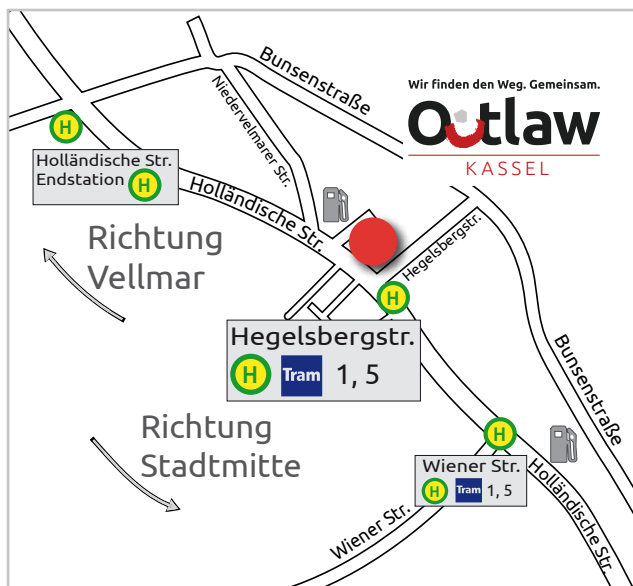 Wir finden den Weg. Gemeinsam.
Outlaw
KASSEL
Bunsenstraße
Niedervelmarer Str.
H
Holländische Str.
Endstation H
Holländische Str.
Richtung
Vellmar
Hegelsbergstr.
H
Hegelsbergstr.
H Tram 1, 5
Bunsenstraße
Richtung
Stadtmitte
H
Wiener Str.
H Tram 1, 5
Holländische Str.
Wiener Str.